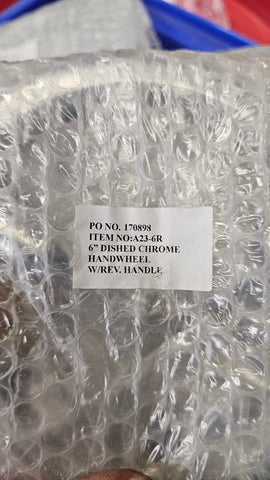 PO NO. 170898
ITEM NO:A23-6R
6" DISHED CHROME
HANDWHEEL
W/REV. HANDLE